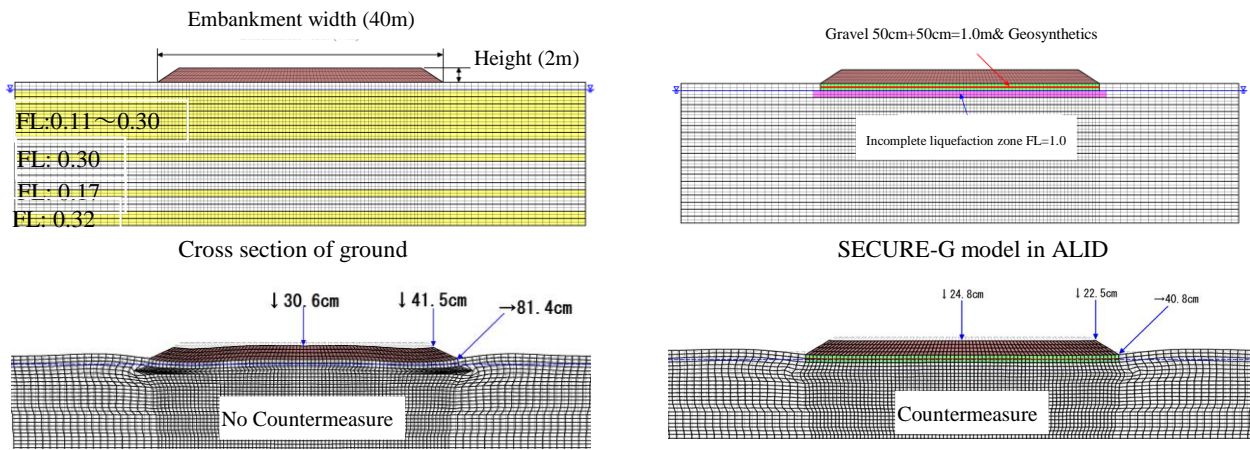 Embankment width (40m)
Height (2m)
FL:0.11～0.30
FL: 0.30
FL: 0.17
FL: 0.32
Cross section of ground
Gravel 50cm+50cm=1.0m& Geosynthetics
Incomplete liquefaction zone FL=1.0
SECURE-G model in ALID
↓30.6cm
↓41.5cm
→81.4cm
No Countermeasure
↓24.8cm
↓22.5cm
→40.8cm
Countermeasure